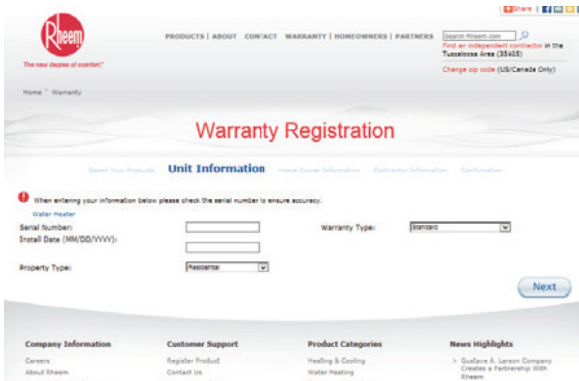 Share
Rheem
The new degree of comfort.™
PRODUCTS | ABOUT CONTACT WARRANTY | HOMEOWNERS | PARTNERS
Search Rheem.com
Find an independent contractor in the
Tuscaloosa Area (35405)
Change zip code (US/Canada Only)
Home ~ Warranty
Warranty Registration
Select Your Products Unit Information Home Owner Information Contractor Information Confirmation
When entering your information below please check the serial number to ensure accuracy.
Water Heater
Serial Number: Warranty Type: Standard
Install Date (MM/DD/YYYY):
Property Type: Residential
Next
Company Information Customer Support Product Categories News Highlights
Careers Register Product Heating & Cooling > Gustave A. Larson Company
About Rheem Contact Us Water Heating Creates a Partnership With
Rheem